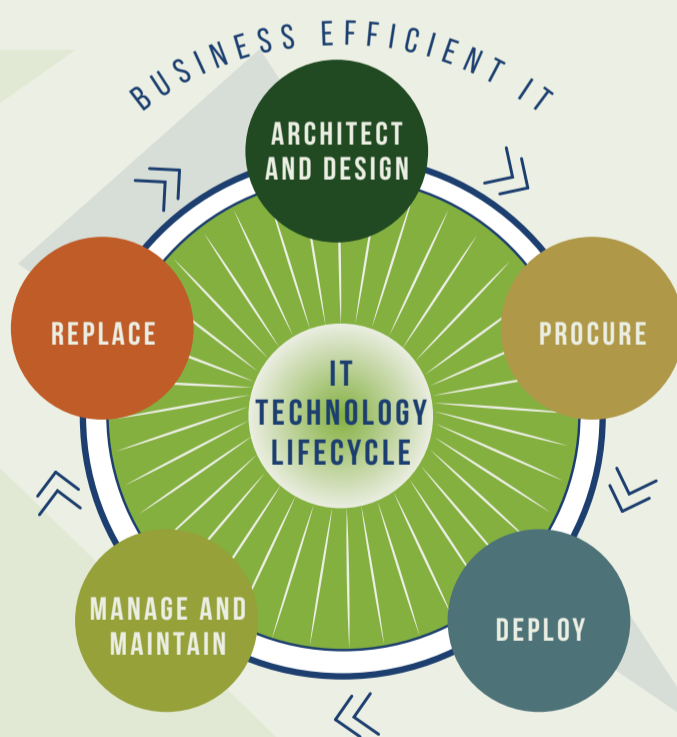 BUSINESS EFFICIENT IT
ARCHITECT
AND DESIGN
REPLACE
PROCURE
IT
TECHNOLOGY
LIFECYCLE
MANAGE AND
MAINTAIN
DEPLOY